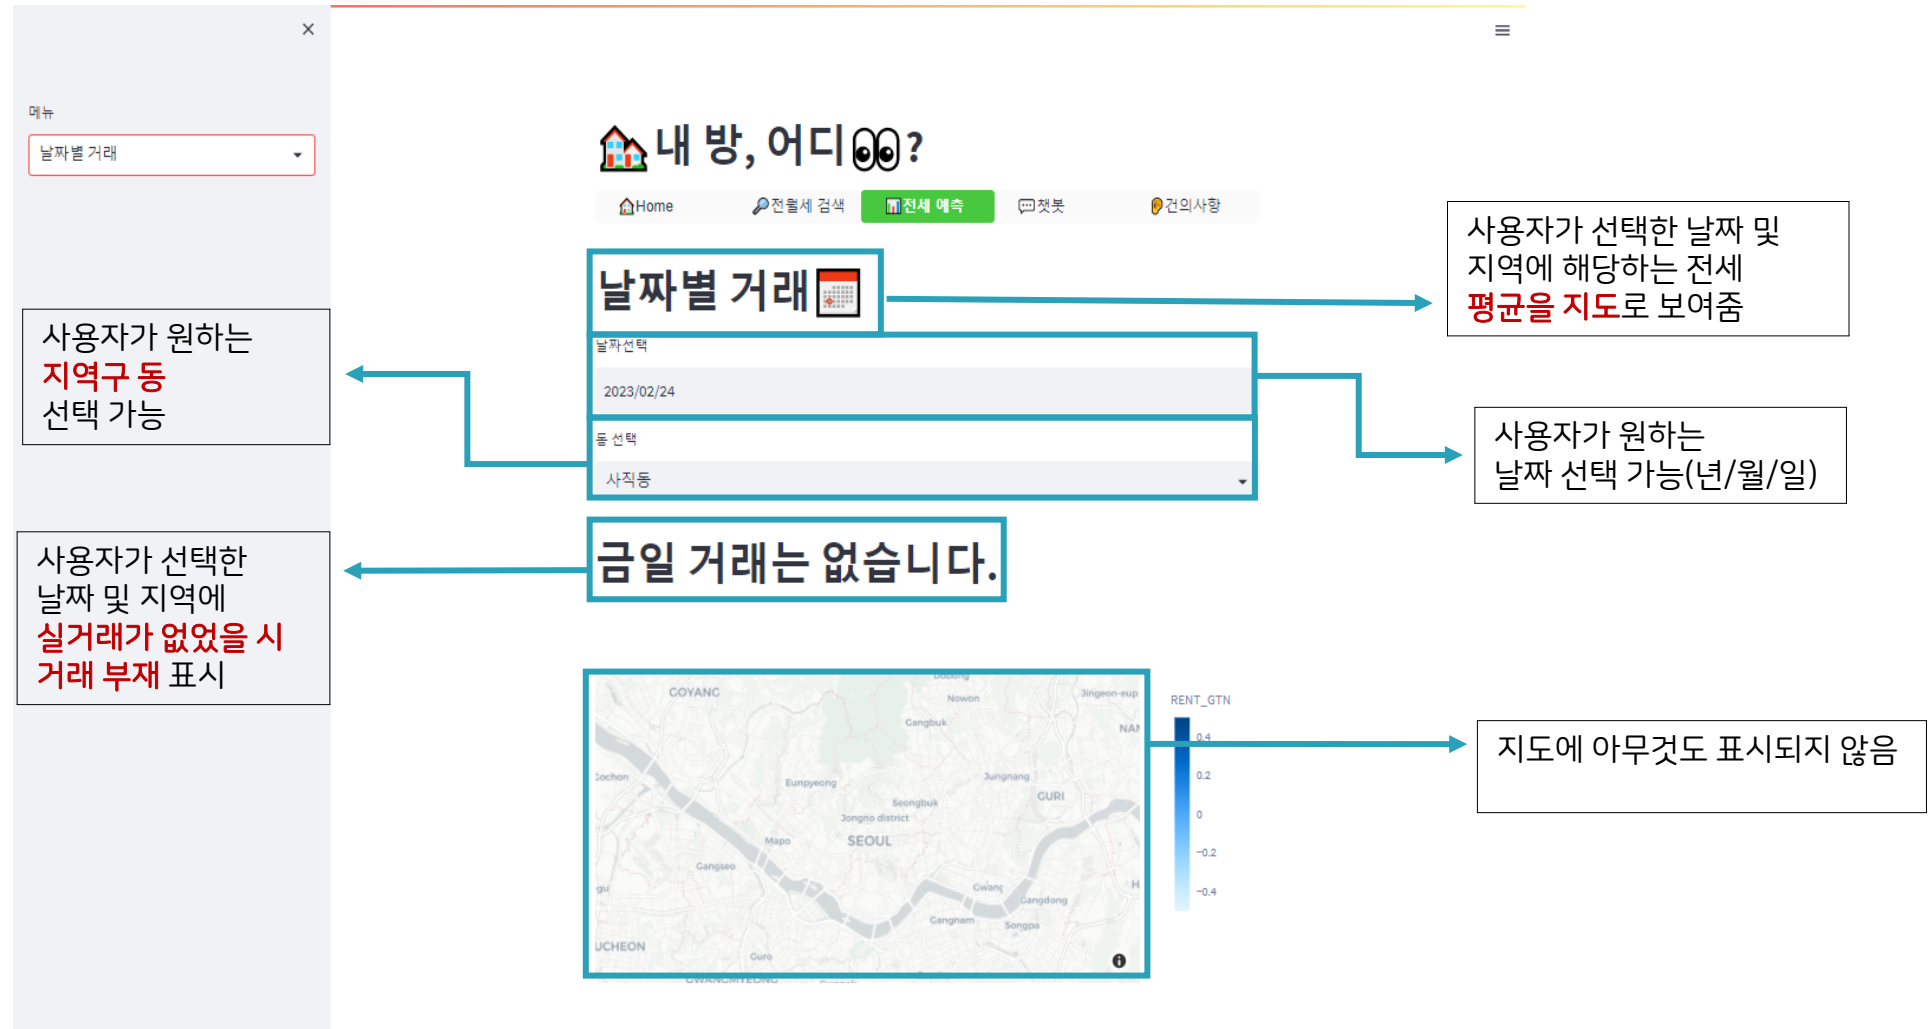 메뉴
날짜별 거래
내 방, 어디?
Home
전월세 검색
전세 예측
챗봇
건의사항
날짜별 거래
사용자가 선택한 날짜 및
지역에 해당하는 전세
평균을 지도로 보여줌
사용자가 원하는
지역구 동
선택 가능
날짜선택
2023/02/24
동 선택
사직동
사용자가 원하는
날짜 선택 가능(년/월/일)
금일 거래는 없습니다.
사용자가 선택한
날짜 및 지역에
실거래가 없었을 시
거래 부재 표시
GOYANG
Nowon
Jingeon-eup
Gangbuk
Eunpyeong
Jungnang
Seongbuk
GURI
Jongno district
Mapo
SEOUL
Gangseo
Gangdong
Gangnam
Songpa
UCHEON
Guro
RENT_GTN
0.4
0.2
0
−0.2
−0.4
지도에 아무것도 표시되지 않음